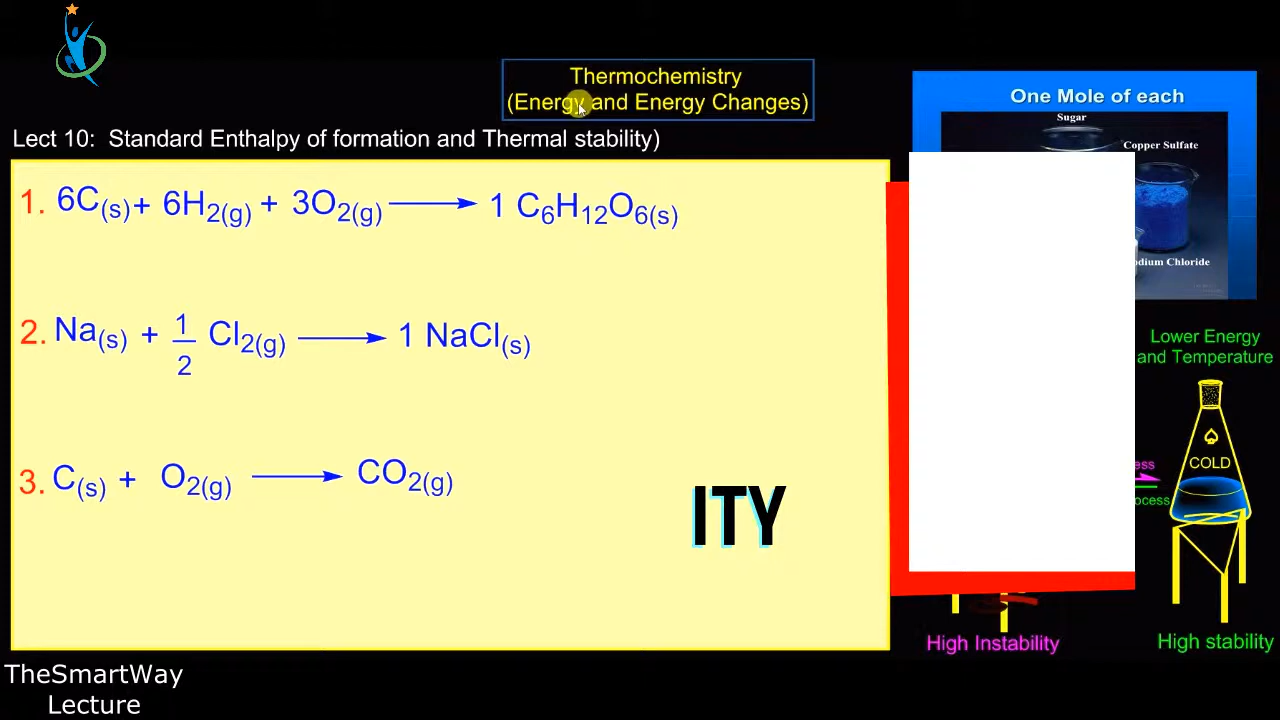 Thermochemistry
(Energy and Energy Changes)
Lect 10: Standard Enthalpy of formation and Thermal stability)
1. 6C(s)+ 6H2(g) + 3O2(g) ⟶ 1 C6H12O6(s)
2. Na(s) + 1/2 Cl2(g) ⟶ 1 NaCl(s)
3. C(s) + O2(g) ⟶ CO2(g)
ITY
One Mole of each
Sugar
Copper Sulfate
dium Chloride
Lower Energy
and Temperature
COLD
ess
ocess
High Instability
High stability
TheSmartWay
Lecture